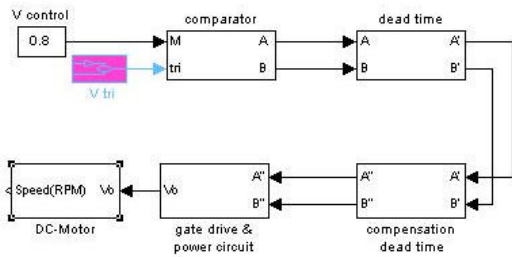 V control
comparator
dead time
0.8
M
A
A
A'
tri
B
B
B'
V tri
Speed(RPM)
Vo
Vo
A"
A"
A'
B"
B"
B'
DC-Motor
gate drive &
power circuit
compensation
dead time